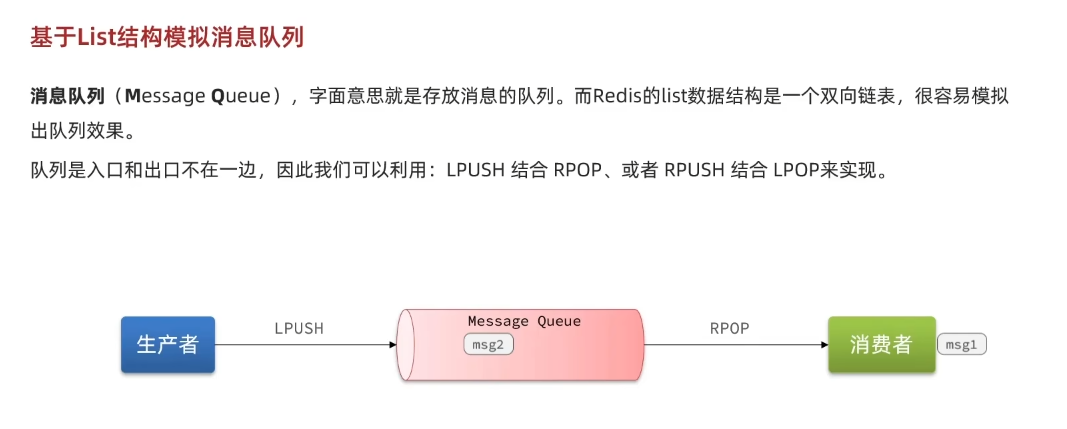 基于List结构模拟消息队列
消息队列（Message Queue），字面意思就是存放消息的队列。而Redis的list数据结构是一个双向链表，很容易模拟
出队列效果。
队列是入口和出口不在一边，因此我们可以利用：LPUSH 结合 RPOP、或者 RPUSH 结合 LPOP来实现。
Message Queue
生产者
LPUSH
msg2
RPOP
消费者
msg1